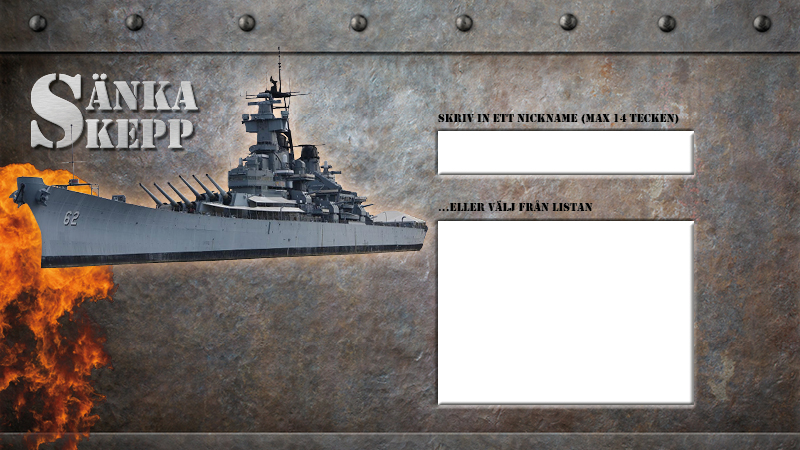 SÄNKA
SKEPP
62
SKRIV IN ETT NICKNAME (MAX 14 TECKEN)
...ELLER VÄLJ FRÅN LISTAN